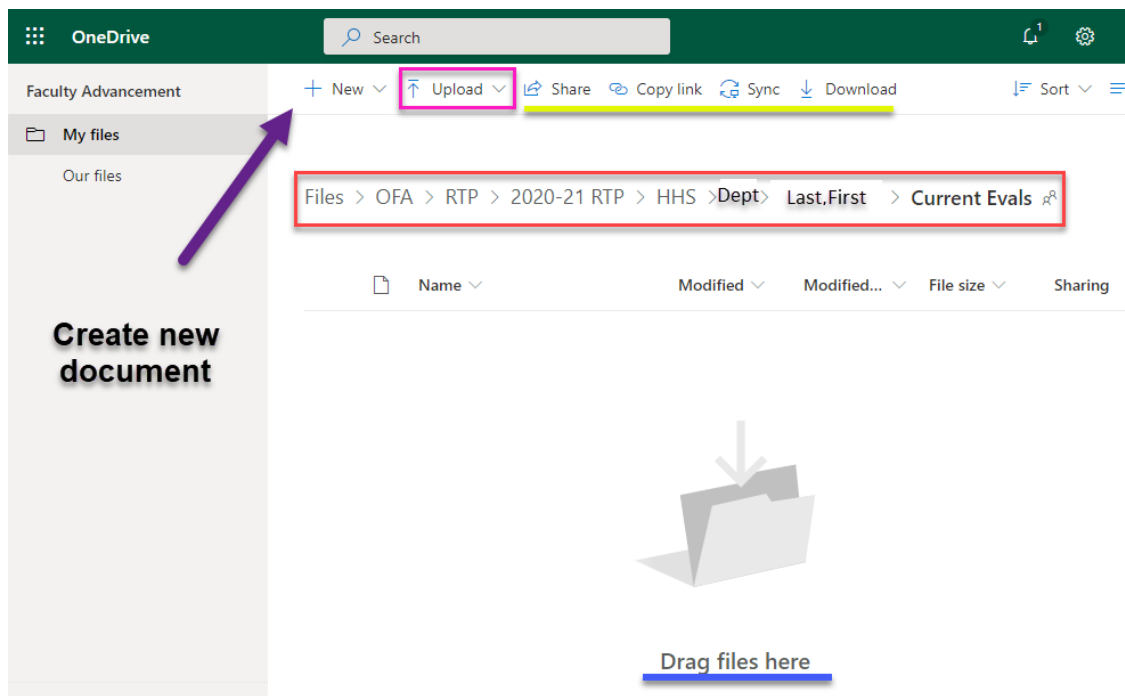 OneDrive
Search
1
Faculty Advancement
New
Upload
Share
Copy link
Sync
Download
Sort
My files
Our files
Files > OFA > RTP > 2020-21 RTP > HHS >Dept> Last,First > Current Evals
Name
Modified
Modified...
File size
Sharing
Create new
document
Drag files here